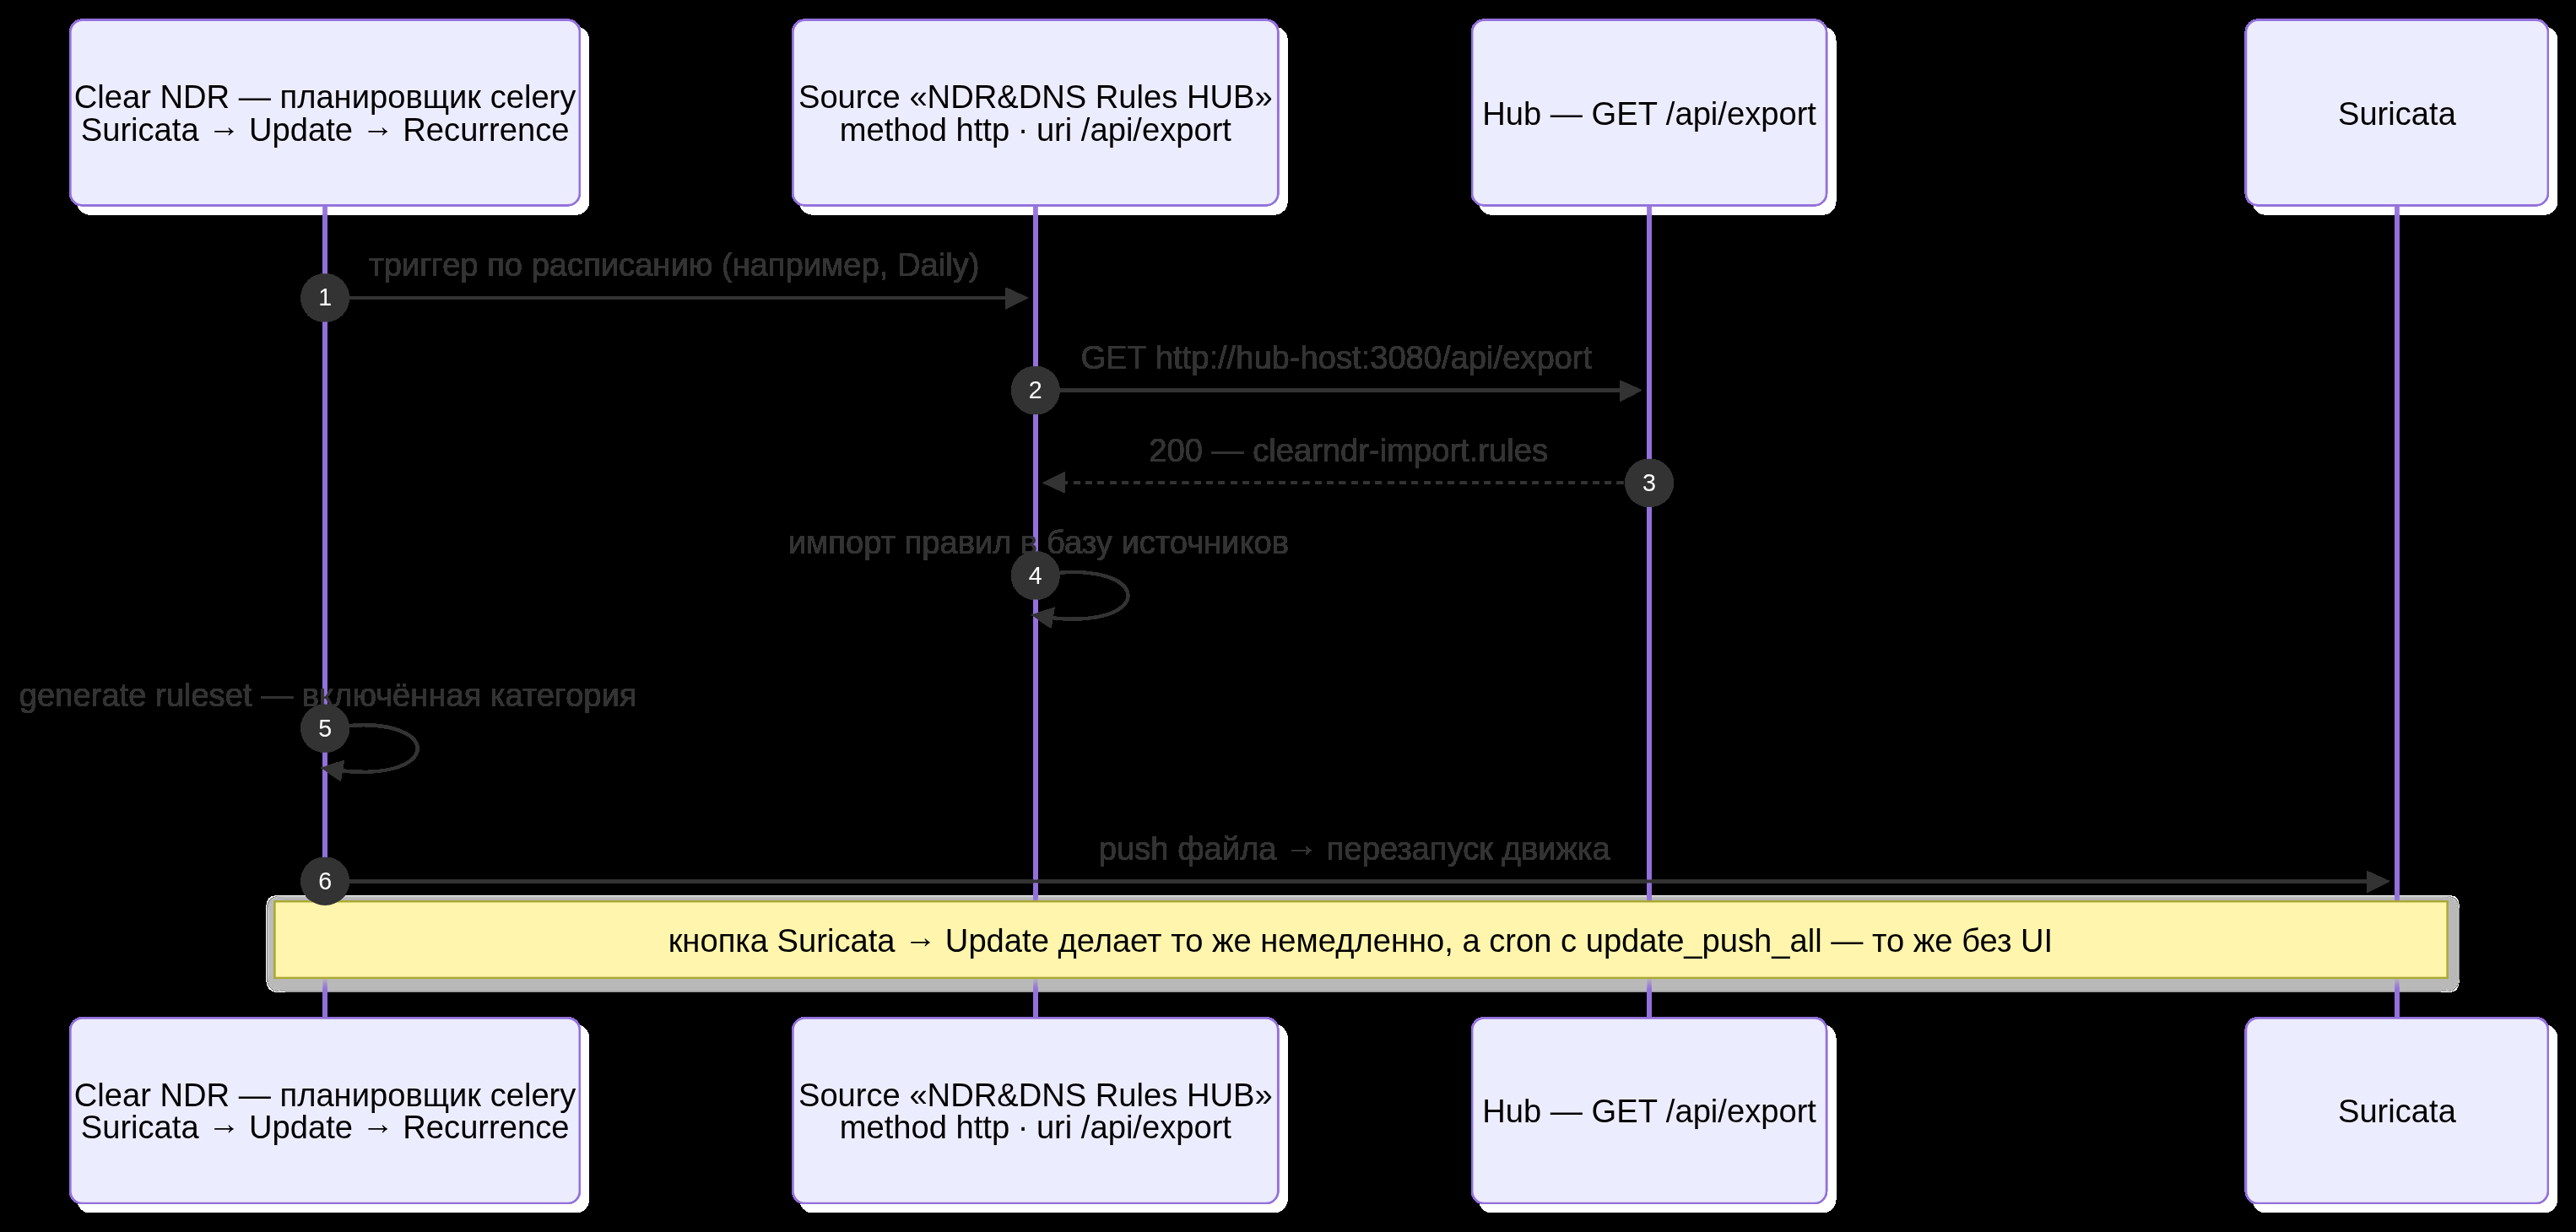 Clear NDR — планировщик celery
Suricata → Update → Recurrence
Source «NDR&DNS Rules HUB»
method http · uri /api/export
Hub — GET /api/export
Suricata
триггер по расписанию (например, Daily)
1
GET http://hub-host:3080/api/export
2
200 — clearndr-import.rules
3
импорт правил в базу источников
4
generate ruleset — включённая категория
5
push файла → перезапуск движка
6
кнопка Suricata → Update делает то же немедленно, а cron с update_push_all — то же без UI
Clear NDR — планировщик celery
Suricata → Update → Recurrence
Source «NDR&DNS Rules HUB»
method http · uri /api/export
Hub — GET /api/export
Suricata